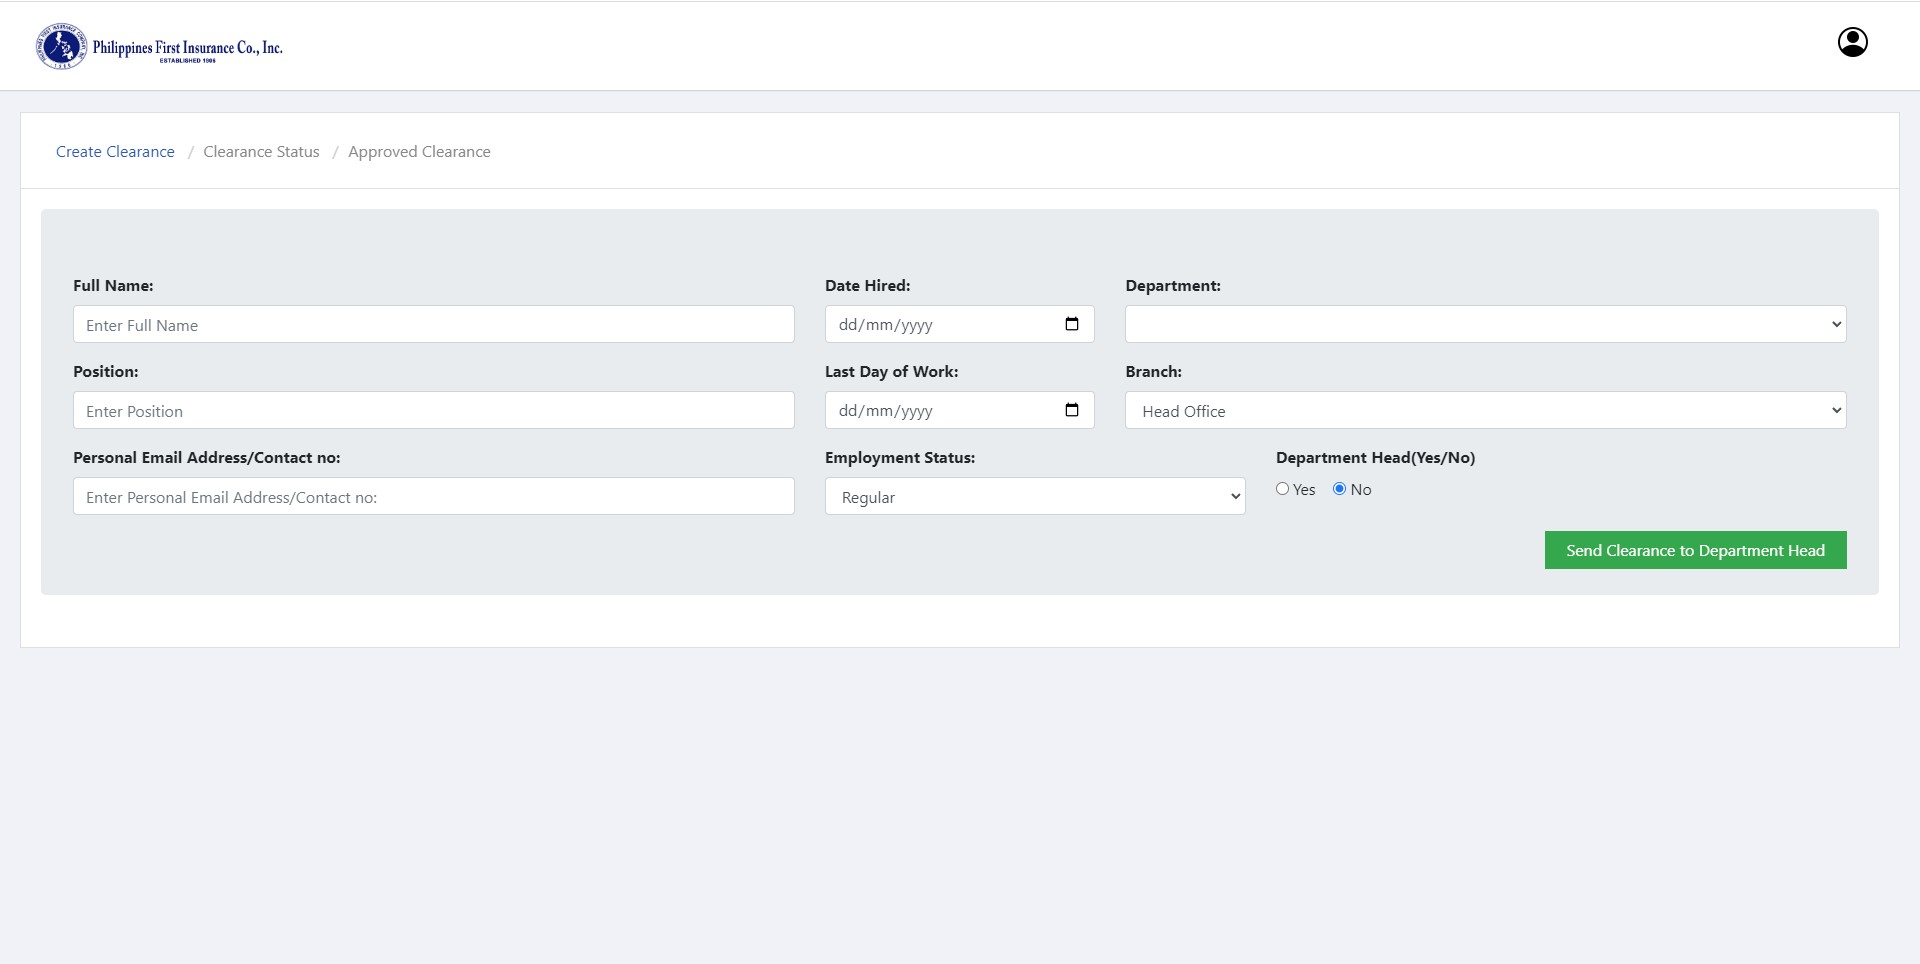 Philippines First Insurance Co., Inc.
ESTABLISHED 1906
Create Clearance / Clearance Status / Approved Clearance
Full Name:
Date Hired:
Department:
Enter Full Name
dd/mm/yyyy
Position:
Last Day of Work:
Branch:
Enter Position
dd/mm/yyyy
Head Office
Personal Email Address/Contact no:
Employment Status:
Department Head(Yes/No)
Enter Personal Email Address/Contact no:
Regular
Yes
No
Send Clearance to Department Head